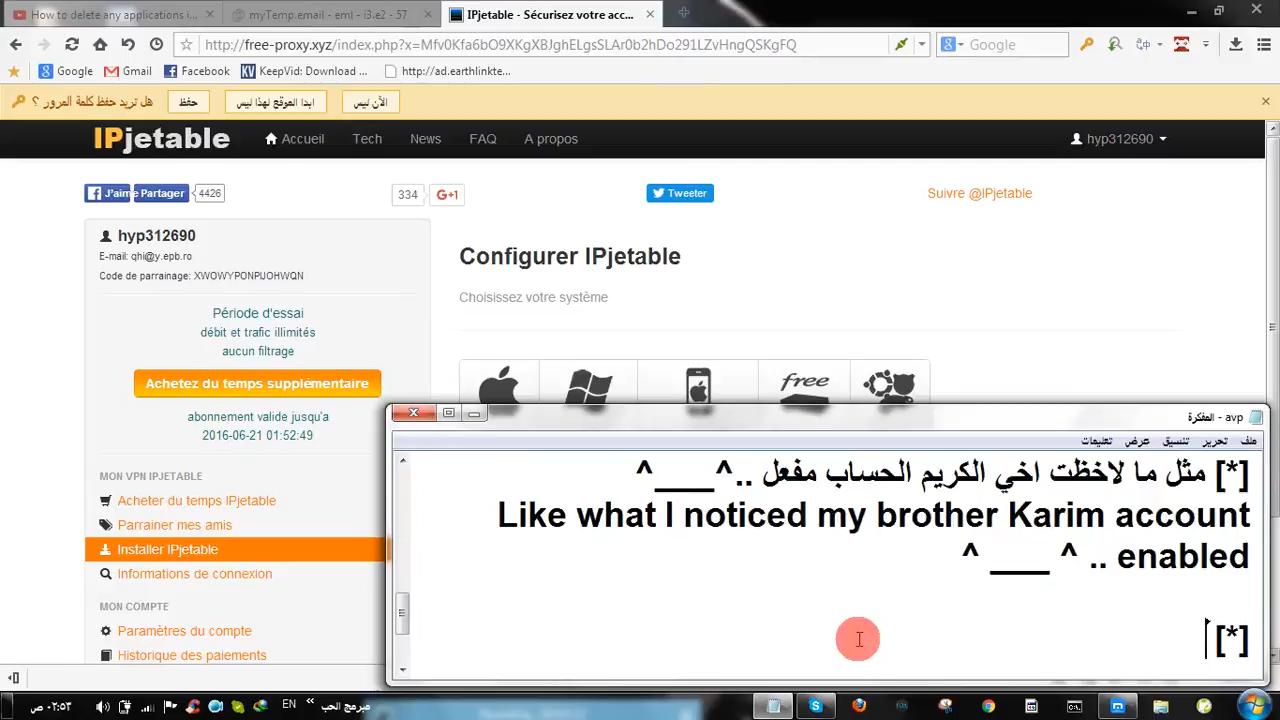 How to delete any applications i...
myTemp.email - eml - i3.e2 - 57
IPjetable - Sécurisez votre acc...
http://free-proxy.xyz/index.php?x=Mfv0Kfa6rO9XKgXBJgLELgsSLAr0b2hDo291LZvHngQSKgFQ
Google
Google
Gmail
Facebook
KeepVid: Download ...
http://ad.earthlinkte...
هل تريد حفظ كلمة المرور ؟
حفظ
ابدا الموقع لهذا ليس
الآن ليس
IPjetable
Accueil
Tech
News
FAQ
A propos
hyp312690
J'aime
Partager
4426
334
G+1
Tweeter
Suivre @IPjetable
hyp312690
E-mail: qhi@y.epb.ro
Code de parrainage: XWOWYPONPIJOHWQN
Période d'essai
débit et trafic illimités
aucun filtrage
Achetez du temps supplémentaire
abonnement valide jusqu'a
2016-06-21 01:52:49
MON VPN IPJETABLE
Acheter du temps IPjetable
Parrainer mes amis
Installer IPjetable
Informations de connexion
MON COMPTE
Paramètres du compte
Historique des paiements
Configurer IPjetable
Choisissez votre système
free
avp - المفكرة
ملف تحرير تنسيق عرض تعليمات
[*] مثل ما لاخظت اخي الكريم الحساب مفعل ..^___^
Like what I noticed my brother Karim account
^ ___ ^ .. enabled
[*]
٠٢:٥٣ ص
EN
مربرمج الحب